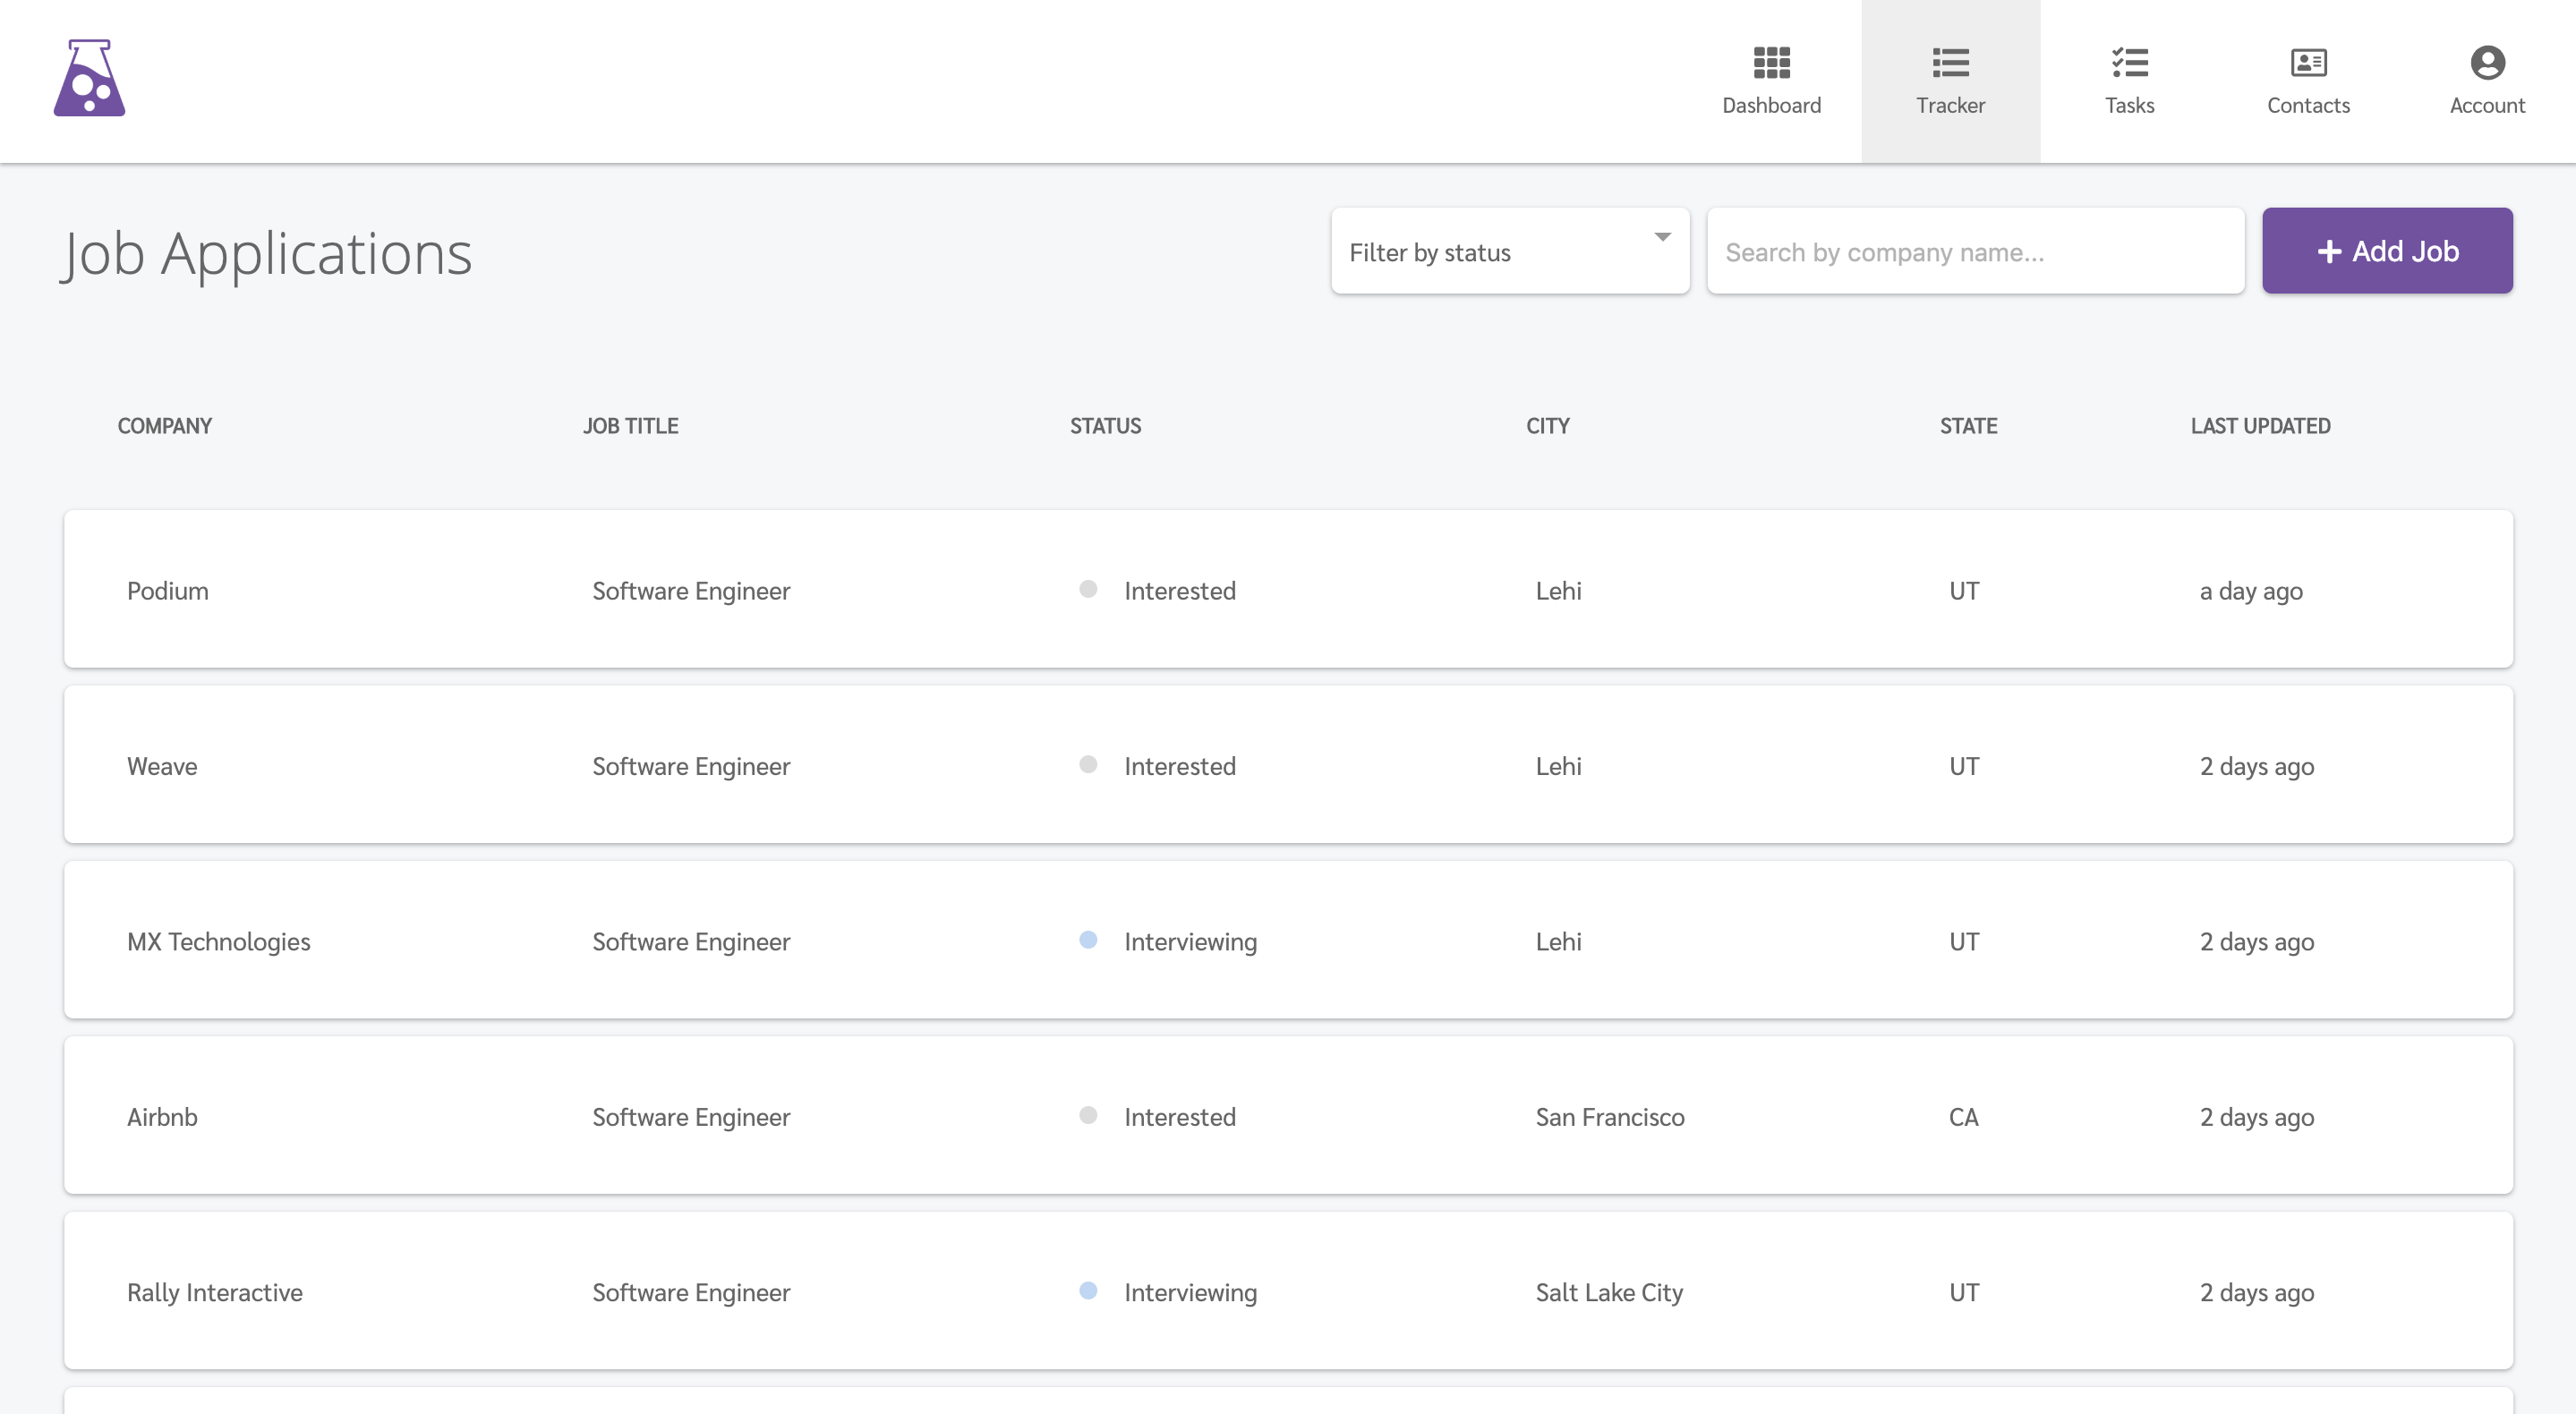 Dashboard Tracker Tasks Contacts Account
Job Applications Filter by status Search by company name... Add Job
COMPANY JOB TITLE STATUS CITY STATE LAST UPDATED
Podium Software Engineer Interested Lehi UT a day ago
Weave Software Engineer Interested Lehi UT 2 days ago
MX Technologies Software Engineer Interviewing Lehi UT 2 days ago
Airbnb Software Engineer Interested San Francisco CA 2 days ago
Rally Interactive Software Engineer Interviewing Salt Lake City UT 2 days ago